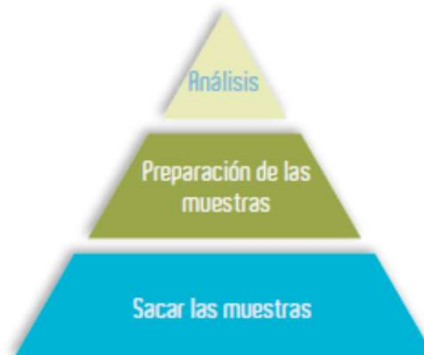 Análisis
Preparación de las
muestras
Sacar las muestras